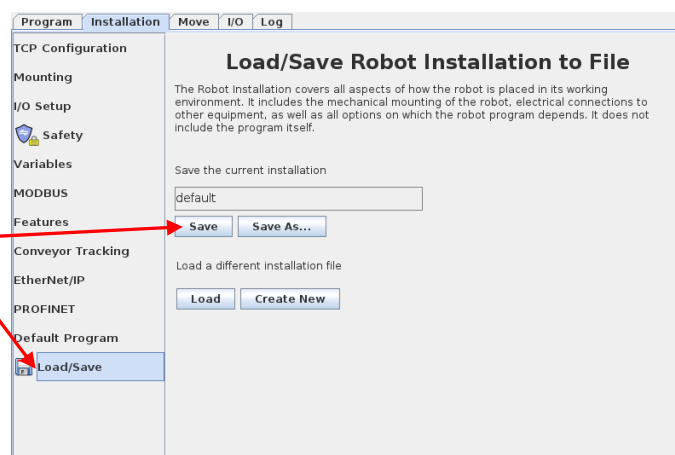 Program Installation Move I/O Log
TCP Configuration
Mounting
I/O Setup
Safety
Variables
MODBUS
Features
Conveyor Tracking
EtherNet/IP
PROFINET
Default Program
Load/Save
Load/Save Robot Installation to File
The Robot Installation covers all aspects of how the robot is placed in its working
environment. It includes the mechanical mounting of the robot, electrical connections to
other equipment, as well as all options on which the robot program depends. It does not
include the program itself.
Save the current installation
default
Save Save As...
Load a different installation file
Load Create New